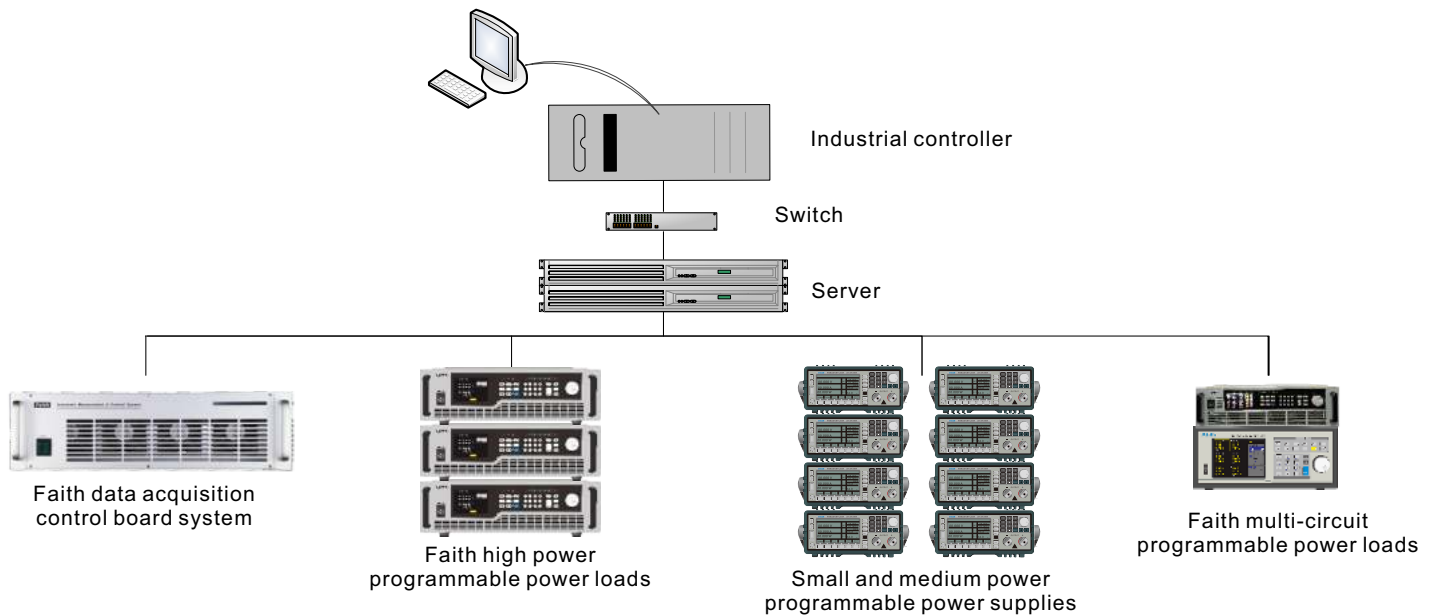 Industrial controller
Switch
Server
Faith data acquisition
control board system
Faith high power
programmable power loads
Small and medium power
programmable power supplies
Faith multi-circuit
programmable power loads